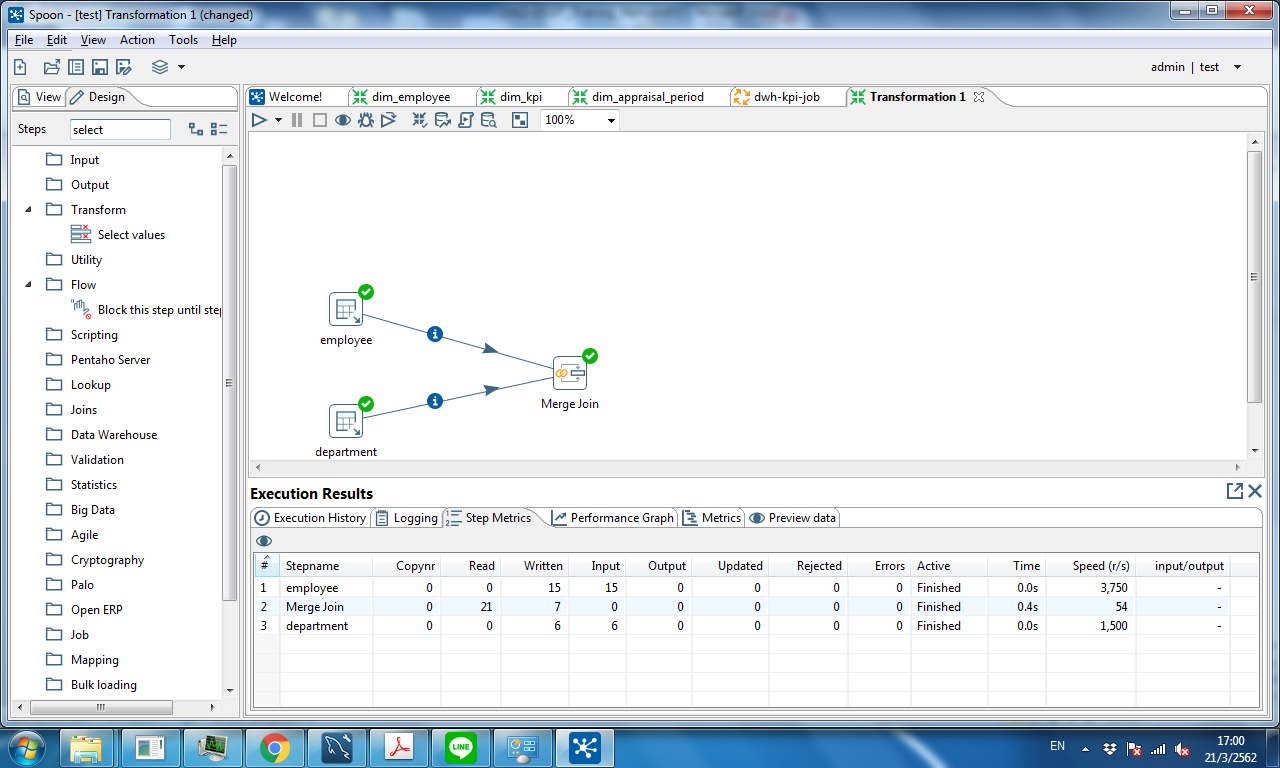 Spoon - [test] Transformation 1 (changed)
File Edit View Action Tools Help
admin | test
View Design
Welcome! dim_employee dim_kpi dim_appraisal_period dwh-kpi-job Transformation 1
100%
Steps select
Input
Output
Transform
Select values
Utility
Flow
Block this step until step
Scripting
Pentaho Server
Lookup
Joins
Data Warehouse
Validation
Statistics
Big Data
Agile
Cryptography
Palo
Open ERP
Job
Mapping
Bulk loading
employee
Merge Join
department
Execution Results
Execution History Logging Step Metrics Performance Graph Metrics Preview data
# Stepname Copynr Read Written Input Output Updated Rejected Errors Active Time Speed (r/s) input/output
1 employee 0 0 15 15 0 0 0 0 Finished 0.0s 3,750 -
2 Merge Join 0 21 7 0 0 0 0 0 Finished 0.4s 54 -
3 department 0 0 6 6 0 0 0 0 Finished 0.0s 1,500 -
LINE
EN
17:00
21/3/2562